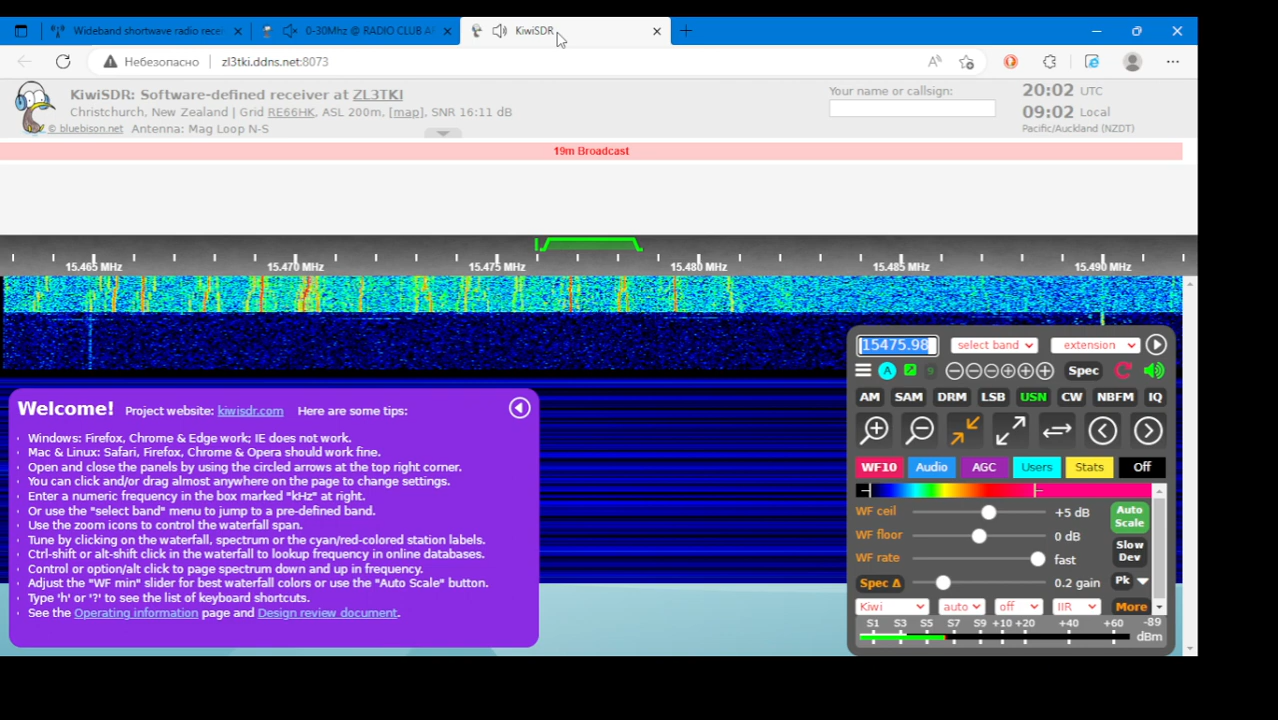 Wideband shortwave radio recei
0-30Mhz @ RADIO CLUB A
KiwiSDR
Небезопасно
zl3tki.ddns.net:8073
KiwiSDR: Software-defined receiver at ZL3TKI
Christchurch, New Zealand | Grid RE66HK, ASL 200m, [map], SNR 16:11 dB
© bluebison.net Antenna: Mag Loop N-S
Your name or callsign:
20:02 UTC
09:02 Local
Pacific/Auckland (NZDT)
19m Broadcast
15.465 MHz 15.470 MHz 15.475 MHz 15.480 MHz 15.485 MHz 15.490 MHz
Welcome! Project website: kiwisdr.com Here are some tips:
Windows: Firefox, Chrome & Edge work; IE does not work.
Mac & Linux: Safari, Firefox, Chrome & Opera should work fine.
Open and close the panels by using the circled arrows at the top right corner.
You can click and/or drag almost anywhere on the page to change settings.
Enter a numeric frequency in the box marked "kHz" at right.
Or use the "select band" menu to jump to a pre-defined band.
Use the zoom icons to control the waterfall span.
Tune by clicking on the waterfall, spectrum or the cyan/red-colored station labels.
Ctrl-shift or alt-shift click in the waterfall to lookup frequency in online databases.
Control or option/alt click to page spectrum down and up in frequency.
Adjust the "WF min" slider for best waterfall colors or use the "Auto Scale" button.
Type 'h' or '?' to see the list of keyboard shortcuts.
See the Operating information page and Design review document.
15475.98 select band extension
A 9 Spec
AM SAM DRM LSB USN CW NBFM IQ
WF10 Audio AGC Users Stats Off
WF ceil +5 dB
Auto Scale
WF floor 0 dB
Slow Dev
WF rate fast
Spec Δ 0.2 gain Pk
Kiwi auto off IIR More
S1 S3 S5 S7 S9 +10 +20 +40 +60 -89
dBm